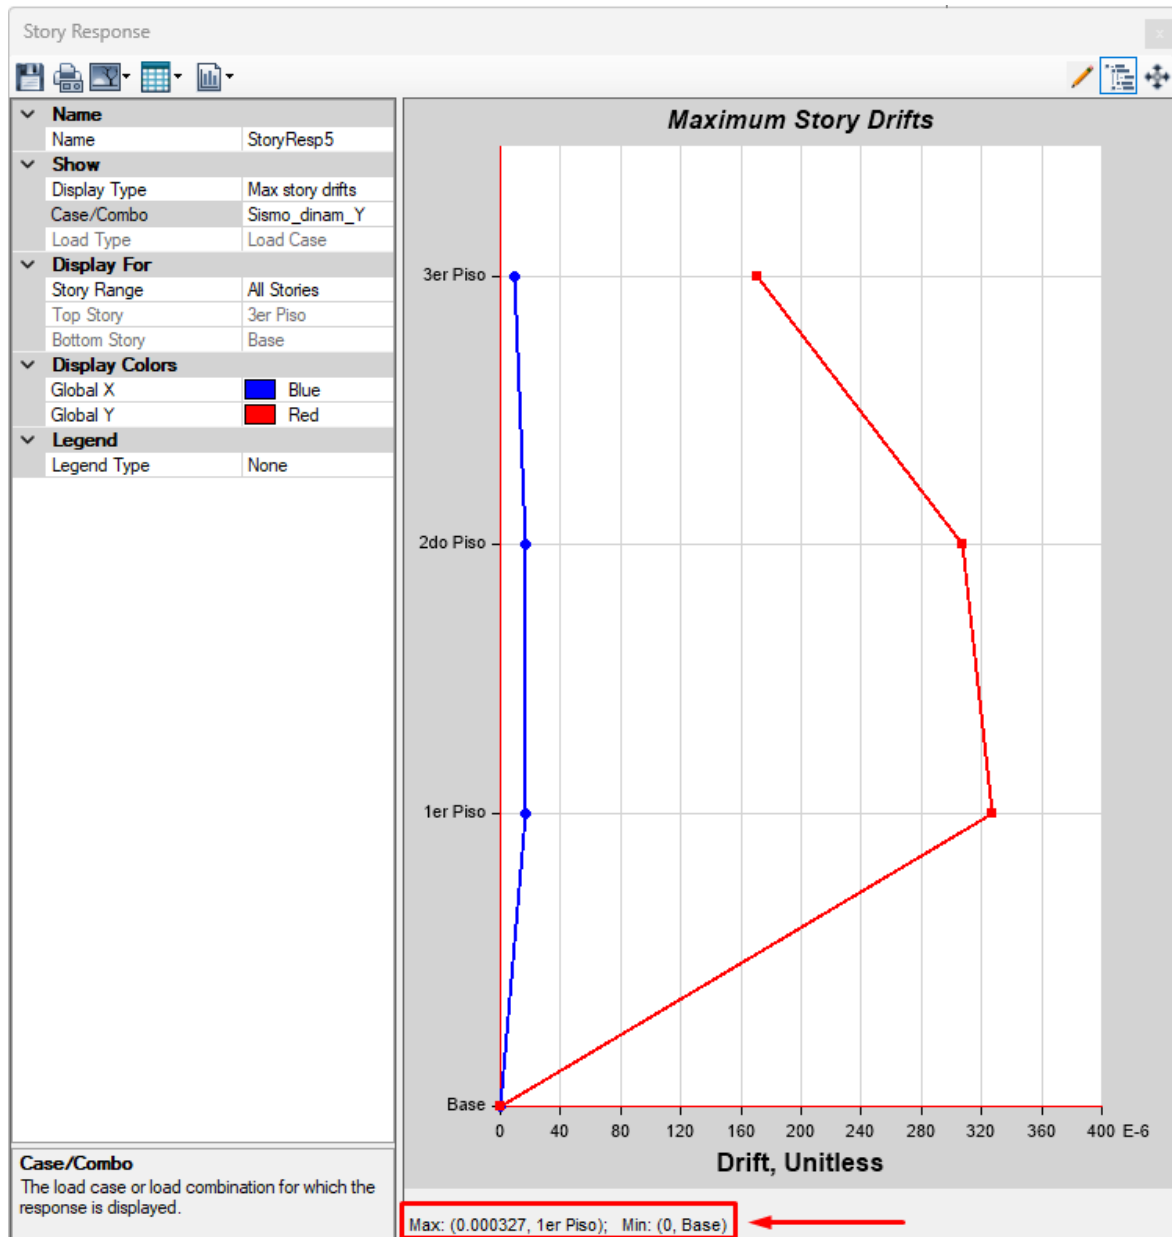 Story Response
x
Name
Name StoryResp5
Show
Display Type Max story drifts
Case/Combo Sismo_dinam_Y
Load Type Load Case
Display For
Story Range All Stories
Top Story 3er Piso
Bottom Story Base
Display Colors
Global X Blue
Global Y Red
Legend
Legend Type None
Case/Combo
The load case or load combination for which the
response is displayed.
Maximum Story Drifts
3er Piso
2do Piso
1er Piso
Base
0 40 80 120 160 200 240 280 320 360 400 E-6
Drift, Unitless
Max: (0.000327, 1er Piso); Min: (0, Base)